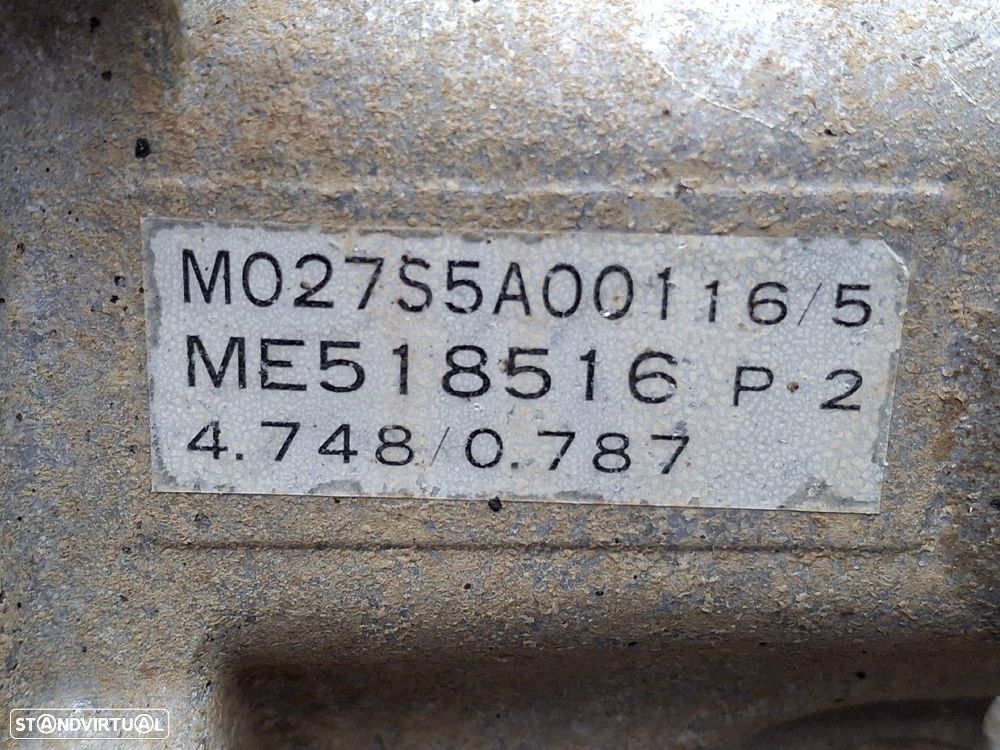 M027S5A00116/5
ME518516 P·2
4.748/0.787
STANDVIRTUAL